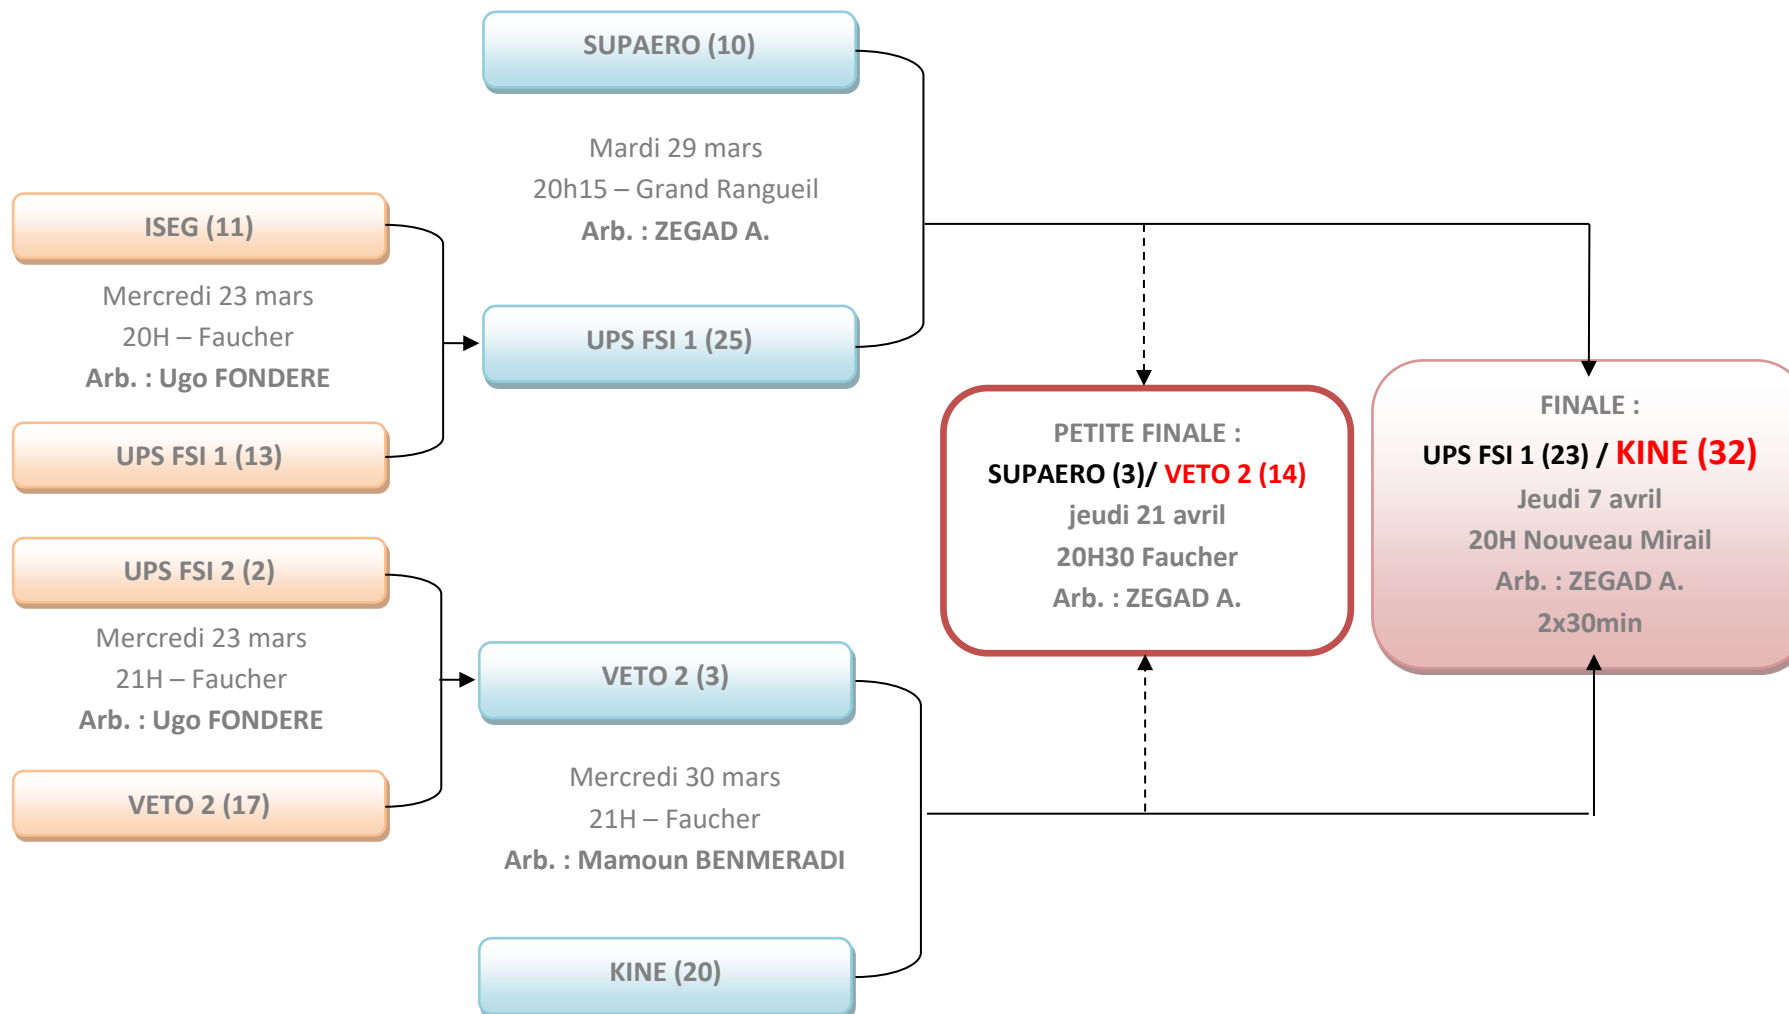 SUPAERO (10)
Mardi 29 mars
20h15 – Grand Rangueil
Arb. : ZEGAD A.
UPS FSI 1 (25)
ISEG (11)
Mercredi 23 mars
20H – Faucher
Arb. : Ugo FONDERE
UPS FSI 1 (13)
UPS FSI 2 (2)
Mercredi 23 mars
21H – Faucher
Arb. : Ugo FONDERE
VETO 2 (17)
VETO 2 (3)
Mercredi 30 mars
21H – Faucher
Arb. : Mamoun BENMERADI
KINE (20)
PETITE FINALE :
SUPAERO (3)/ VETO 2 (14)
jeudi 21 avril
20H30 Faucher
Arb. : ZEGAD A.
FINALE :
UPS FSI 1 (23) / KINE (32)
Jeudi 7 avril
20H Nouveau Mirail
Arb. : ZEGAD A.
2x30min